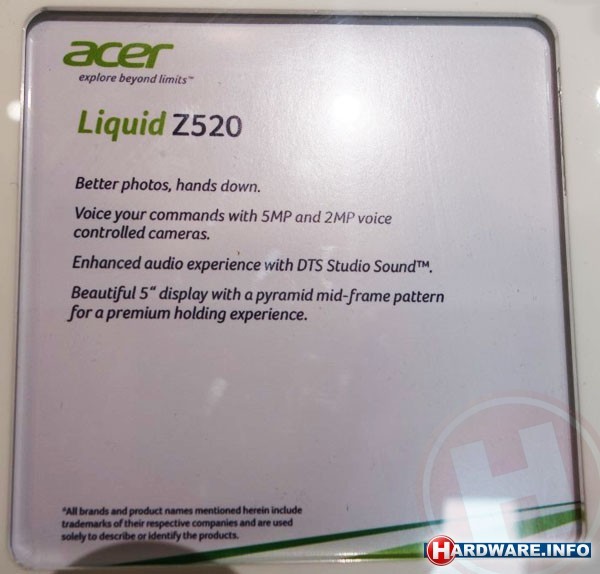 acer
explore beyond limits™
Liquid Z520
Better photos, hands down.
Voice your commands with 5MP and 2MP voice
controlled cameras.
Enhanced audio experience with DTS Studio Sound™.
Beautiful 5“ display with a pyramid mid-frame pattern
for a premium holding experience.
*All brands and product names mentioned herein include
trademarks of their respective companies and are used
solely to describe or identify the products.
H
HARDWARE.INFO